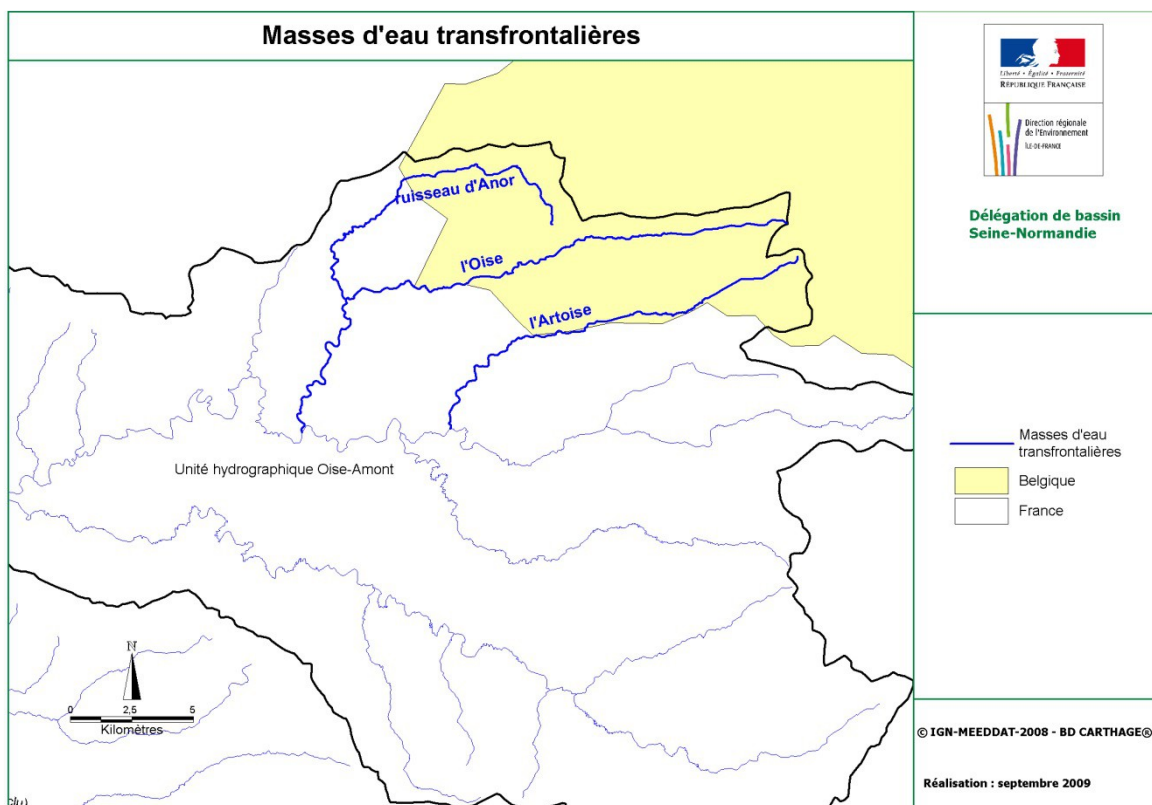 Masses d'eau transfrontalières
Liberté • Égalité • Fraternité
RÉPUBLIQUE FRANÇAISE
Direction régionale
de l'Environnement
ÎLE-DE-FRANCE
Délégation de bassin
Seine-Normandie
ruisseau d'Anor
l'Oise
l'Artoise
Unité hydrographique Oise-Amont
Masses d'eau
transfrontalières
Belgique
France
N
0 2,5 5
Kilomètres
© IGN-MEEDDAT-2008 - BD CARTHAGE®
Réalisation : septembre 2009